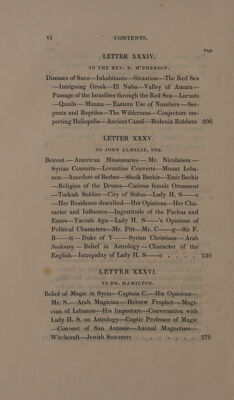 vi CONTENTS.
Page
LETTER XXXIV.
TO THE REV. D. M'PHERSON.
Diseases of Suez—Inhabitants—Situation—The Red Sea
—Intriguing Greek—El Naba—Valley of Amara—
Passage of the Israelites through the Red Sea—Locusts
—Quails—Manna—Eastern Use of Numbers—Ser-
pents and Reptiles—The Wilderness—Conjecture res-
pecting Heliopolis—Ancient Canal—Bedouin Robbers 206
LETTER XXXV.
TO JOHN ELMSLIE, ESQ.
Beirout—American Missionaries—Mr. Nicolaison—
Syrian Converts—Levantine Converts—Mount Leba-
non—Anecdote of Berber—Sheik Bechir—Emir Bechir
—Religion of the Druses—Curious female Ornament
—Turkish Soldier—City of Sidon—Lady H. S——e
—Her Residence described—Her Opinions—Her Cha-
racter and Influence—Ingratitude of the Pachas and
Emirs—Yacoub Aga—Lady H. S——'s Opinions of
Political Characters—Mr. Pitt—Mr. C——g—Sir F.
B——tt—Duke of Y——Syrian Christians—Arab
Jealousy—Belief in Astrology—Character of the
English—Intrepidity of Lady H. S——e . . . . 230
LETTER XXXVI.
TO DR. HAMILTON.
Belief of Magic in Syria—Captain C.—His Opinions—
Mr. S.—Arab Magician—Hebrew Prophet—Magi-
cian of Lebanon—His Imposture—Conversation with
Lady H. S. on Astrology—Coptic Professor of Magic
—Convent of San Antonio—Animal Magnetism—
Witchcraft—Jewish Sorcerers . . . . . . . 270